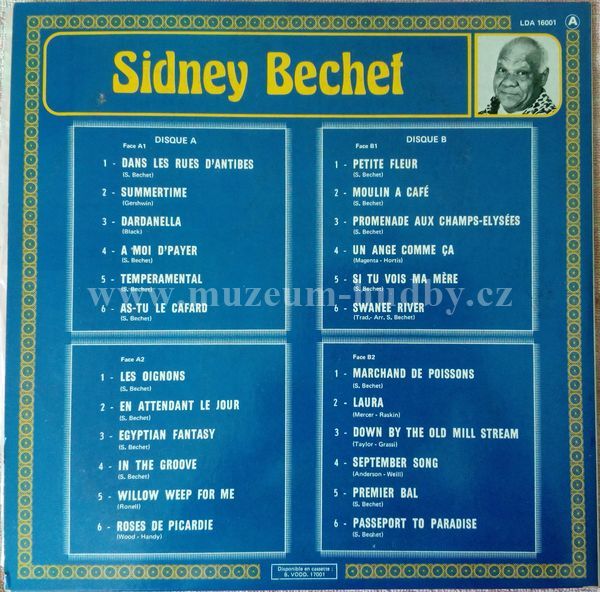 LDA 16001 A
Sidney Bechet
DISQUE A
Face A1
1 - DANS LES RUES D'ANTIBES
(S. Bechet)
2 - SUMMERTIME
(Gershwin)
3 - DARDANELLA
(Black)
4 - A MOI D'PAYER
(S. Bechet)
5 - TEMPERAMENTAL
(S. Bechet)
6 - AS-TU LE CAFARD
(S. Bechet)
Face A2
1 - LES OIGNONS
(S. Bechet)
2 - EN ATTENDANT LE JOUR
(S. Bechet)
3 - EGYPTIAN FANTASY
(S. Bechet)
4 - IN THE GROOVE
(S. Bechet)
5 - WILLOW WEEP FOR ME
(Ronell)
6 - ROSES DE PICARDIE
(Wood - Handy)
DISQUE B
Face B1
1 - PETITE FLEUR
(S. Bechet)
2 - MOULIN A CAFÉ
(S. Bechet)
3 - PROMENADE AUX CHAMPS-ELYSÉES
(S. Bechet)
4 - UN ANGE COMME ÇA
(Magenta - Hortis)
5 - SI TU VOIS MA MÈRE
(S. Bechet)
6 - SWANEE RIVER
(Trad.- Arr. S. Bechet)
Face B2
1 - MARCHAND DE POISSONS
(S. Bechet)
2 - LAURA
(Mercer - Raskin)
3 - DOWN BY THE OLD MILL STREAM
(Taylor - Grassi)
4 - SEPTEMBER SONG
(Anderson - Weill)
5 - PREMIER BAL
(S. Bechet)
6 - PASSEPORT TO PARADISE
(S. Bechet)
Disponible en cassette :
B. VODD. 17001
www.muzeum-hudby.cz